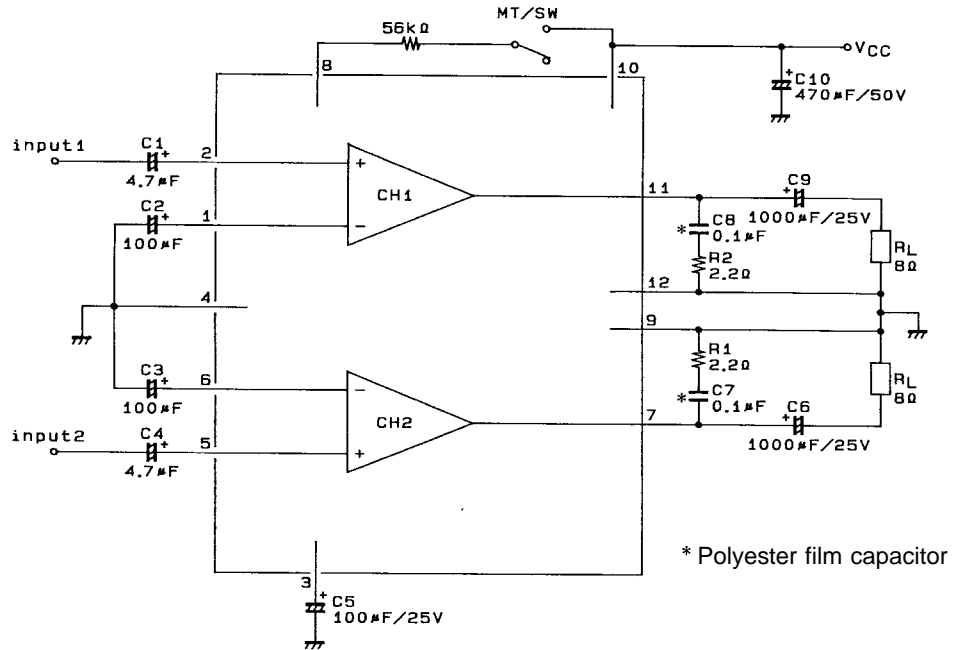 MT/SW
56kΩ
8
10
VCC
+
C10
470μF/50V
input1
C1
+
4.7μF
2
+
CH1
−
11
C9
+
1000μF/25V
C2
+
100μF
1
*
C8
0.1μF
R2
2.2Ω
RL
8Ω
4
12
9
C3
+
100μF
6
−
CH2
+
R1
2.2Ω
*
C7
0.1μF
RL
8Ω
7
C6
+
1000μF/25V
input2
C4
+
4.7μF
5
3
+
C5
100μF/25V
* Polyester film capacitor